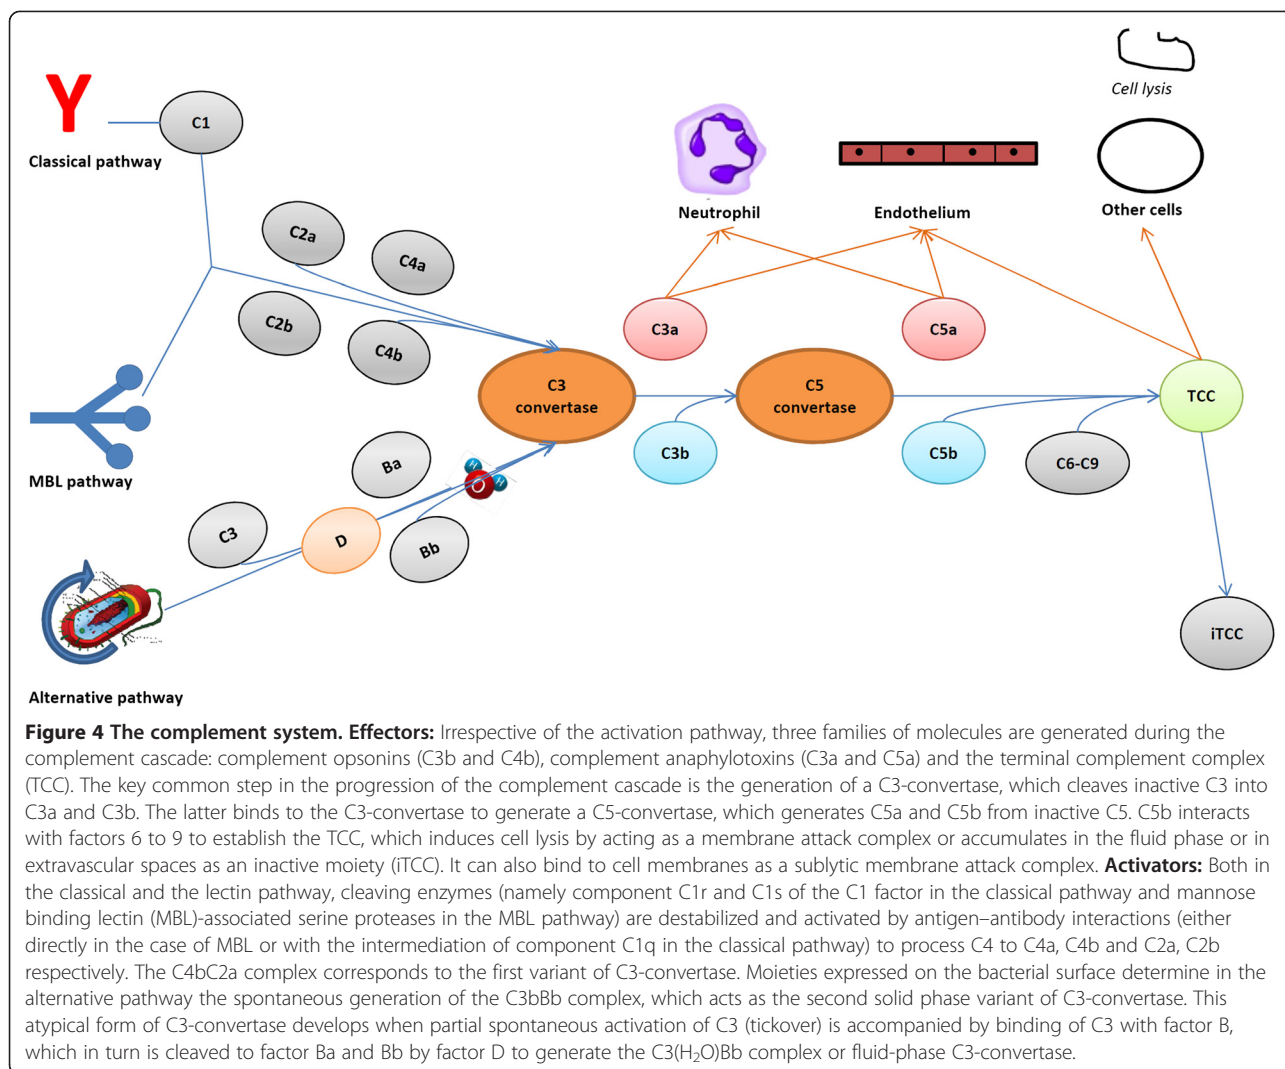 Cell lysis
Y
C1
Classical pathway
Neutrophil
Endothelium
Other cells
C2a
C4a
C2b
C4b
C3a
C5a
C3
convertase
C5
convertase
TCC
MBL pathway
Ba
H
O
H
C3b
C5b
C6-C9
C3
D
Bb
iTCC
Alternative pathway
Figure 4 The complement system. Effectors: Irrespective of the activation pathway, three families of molecules are generated during the
complement cascade: complement opsonins (C3b and C4b), complement anaphylotoxins (C3a and C5a) and the terminal complement complex
(TCC). The key common step in the progression of the complement cascade is the generation of a C3-convertase, which cleaves inactive C3 into
C3a and C3b. The latter binds to the C3-convertase to generate a C5-convertase, which generates C5a and C5b from inactive C5. C5b interacts
with factors 6 to 9 to establish the TCC, which induces cell lysis by acting as a membrane attack complex or accumulates in the fluid phase or in
extravascular spaces as an inactive moiety (iTCC). It can also bind to cell membranes as a sublytic membrane attack complex. Activators: Both in
the classical and the lectin pathway, cleaving enzymes (namely component C1r and C1s of the C1 factor in the classical pathway and mannose
binding lectin (MBL)-associated serine proteases in the MBL pathway) are destabilized and activated by antigen–antibody interactions (either
directly in the case of MBL or with the intermediation of component C1q in the classical pathway) to process C4 to C4a, C4b and C2a, C2b
respectively. The C4bC2a complex corresponds to the first variant of C3-convertase. Moieties expressed on the bacterial surface determine in the
alternative pathway the spontaneous generation of the C3bBb complex, which acts as the second solid phase variant of C3-convertase. This
atypical form of C3-convertase develops when partial spontaneous activation of C3 (tickover) is accompanied by binding of C3 with factor B,
which in turn is cleaved to factor Ba and Bb by factor D to generate the C3(H₂O)Bb complex or fluid-phase C3-convertase.